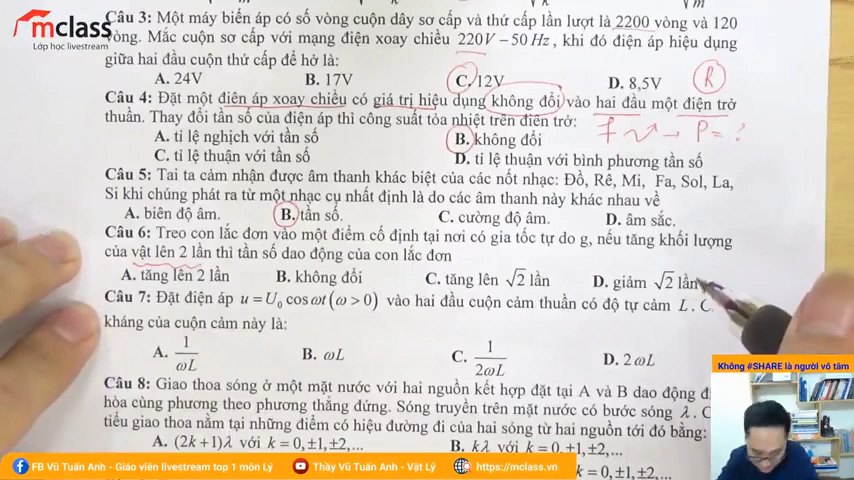 mclass
Lớp học livestream
Câu 3: Một máy biến áp có số vòng cuộn dây sơ cấp và thứ cấp lần lượt là 2200 vòng và 120
vòng. Mắc cuộn sơ cấp với mạng điện xoay chiều 220V – 50 Hz, khi đó điện áp hiệu dụng
giữa hai đầu cuộn thứ cấp để hở là:
A. 24V B. 17V C. 12V D. 8,5V R
Câu 4: Đặt một điện áp xoay chiều có giá trị hiệu dụng không đổi vào hai đầu một điện trở
thuần. Thay đổi tần số của điện áp thì công suất tỏa nhiệt trên điện trở: f → P = ?
A. tỉ lệ nghịch với tần số B. không đổi
C. tỉ lệ thuận với tần số D. tỉ lệ thuận với bình phương tần số
Câu 5: Tai ta cảm nhận được âm thanh khác biệt của các nốt nhạc: Đồ, Rê, Mi, Fa, Sol, La,
Si khi chúng phát ra từ một nhạc cụ nhất định là do các âm thanh này khác nhau về
A. biên độ âm. B. tần số. C. cường độ âm. D. âm sắc.
Câu 6: Treo con lắc đơn vào một điểm cố định tại nơi có gia tốc tự do g, nếu tăng khối lượng
của vật lên 2 lần thì tần số dao động của con lắc đơn
A. tăng lên 2 lần B. không đổi C. tăng lên √2 lần D. giảm √2 lần
Câu 7: Đặt điện áp u = U₀ cos ωt (ω > 0) vào hai đầu cuộn cảm thuần có độ tự cảm L. C
kháng của cuộn cảm này là:
A. 1/ωL B. ωL C. 1/2ωL D. 2ωL
Câu 8: Giao thoa sóng ở một mặt nước với hai nguồn kết hợp đặt tại A và B dao động đ
hòa cùng phương theo phương thẳng đứng. Sóng truyền trên mặt nước có bước sóng λ. C
tiểu giao thoa nằm tại những điểm có hiệu đường đi của hai sóng từ hai nguồn tới đó bằng:
A. (2k+1)λ với k = 0,±1,±2,... B. kλ với k = 0,±1,±2,...
k = 0,±1,±2,...
Không #SHARE là người vô tâm
FB Vũ Tuấn Anh - Giáo viên livestream top 1 môn Lý Thầy Vũ Tuấn Anh - Vật Lý https://mclass.vn